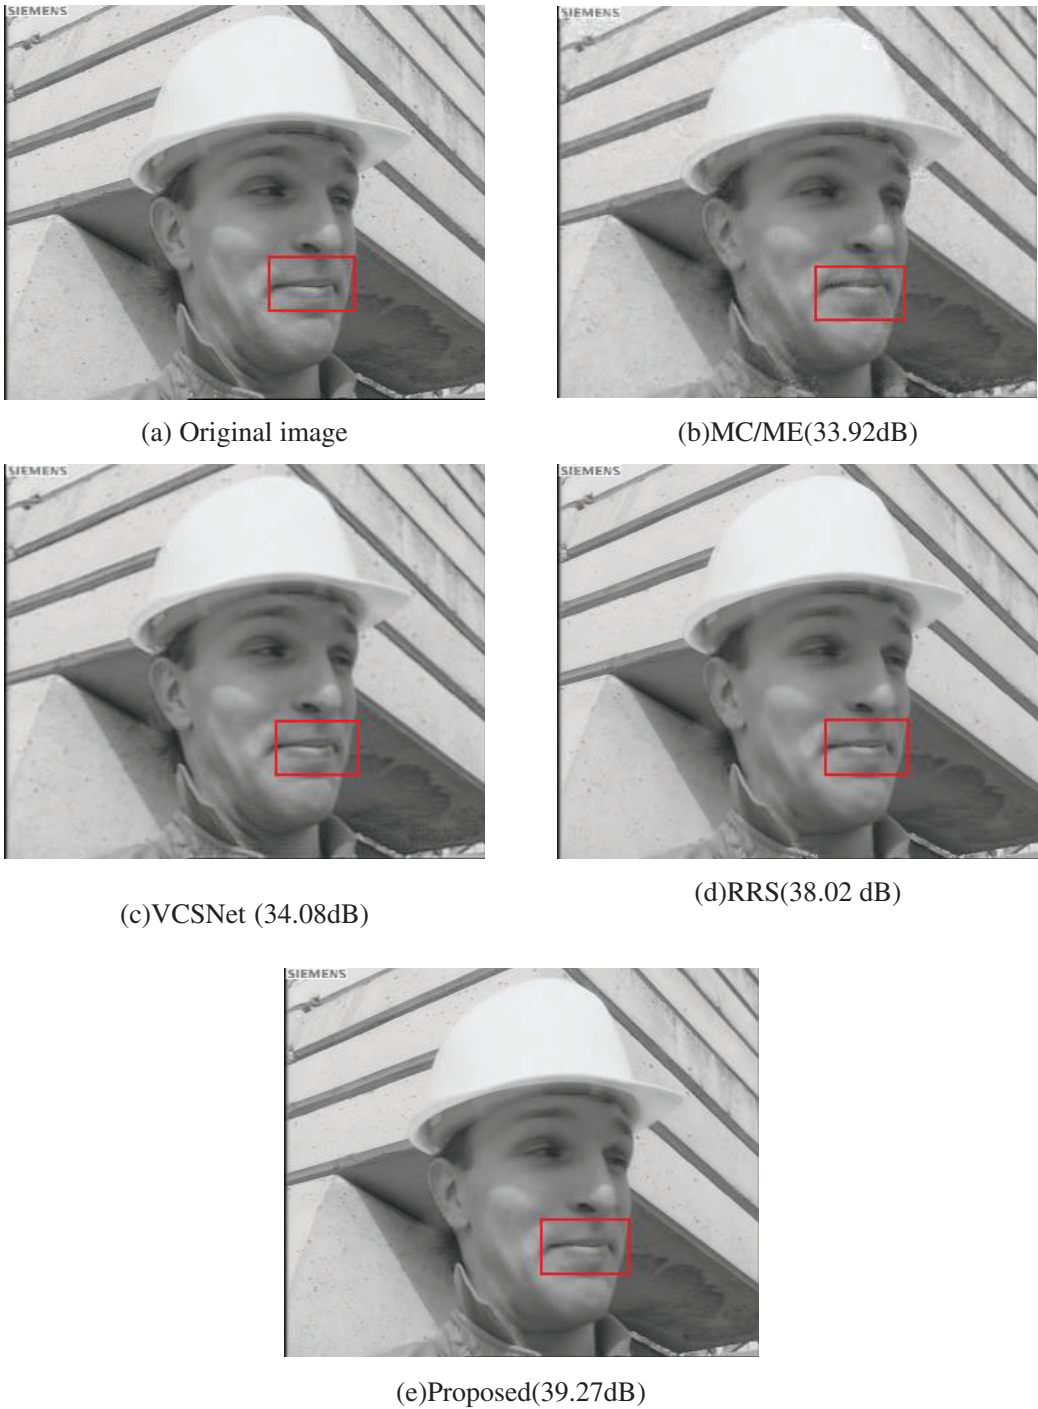 SIEMENS
SIEMENS
(a) Original image
(b)MC/ME(33.92dB)
SIEMENS
SIEMENS
(c)VCSNet (34.08dB)
(d)RRS(38.02 dB)
SIEMENS
(e)Proposed(39.27dB)